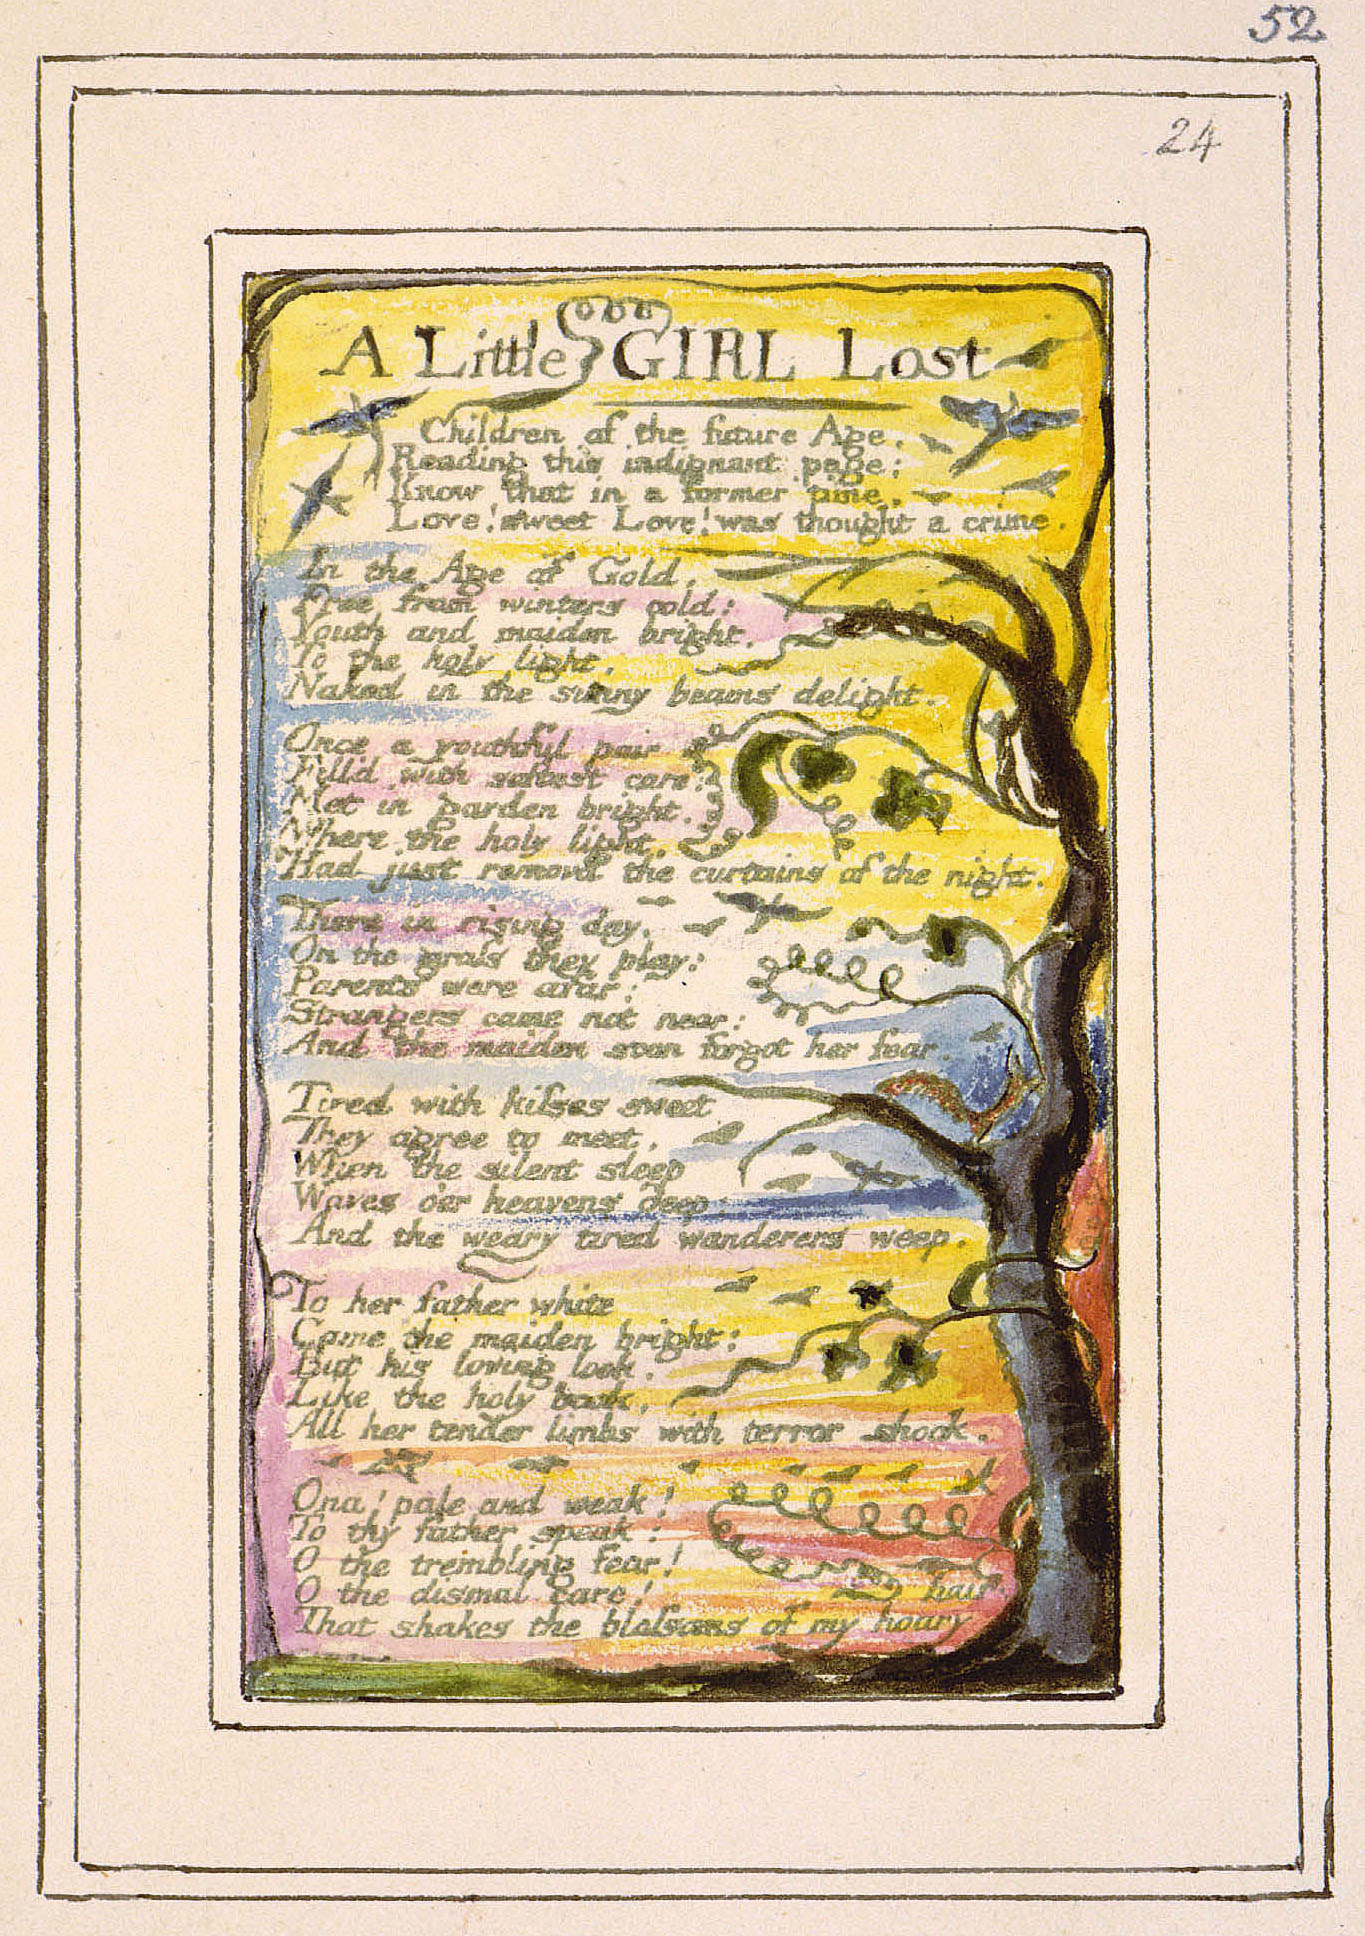 52
24
A Little GIRL Lost
Children of the future Age.
Reading this indignant page:
Know that in a former time.
Love! sweet Love! was thought a crime.
In the Age of Gold,
Free from winters cold:
Youth and maiden bright.
To the holy light,
Naked in the sunny beams delight.
Once a youthful pair
Fill'd with softest care:
Met in garden bright.
Where the holy light,
Had just removd the curtains of the night.
There in rising day,
On the grass they play:
Parents were afar:
Strangers came not near:
And the maiden soon forgot her fear.
Tired with kisses sweet
They agree to meet,
When the silent sleep
Waves o'er heavens deep:
And the weary tired wanderers weep.
To her father white
Came the maiden bright:
But his loving look,
Like the holy book,
All her tender limbs with terror shook.
Ona! pale and weak!
To thy father speak:
O the trembling fear!
O the dismal care!
hair
That shakes the blossoms of my hoary